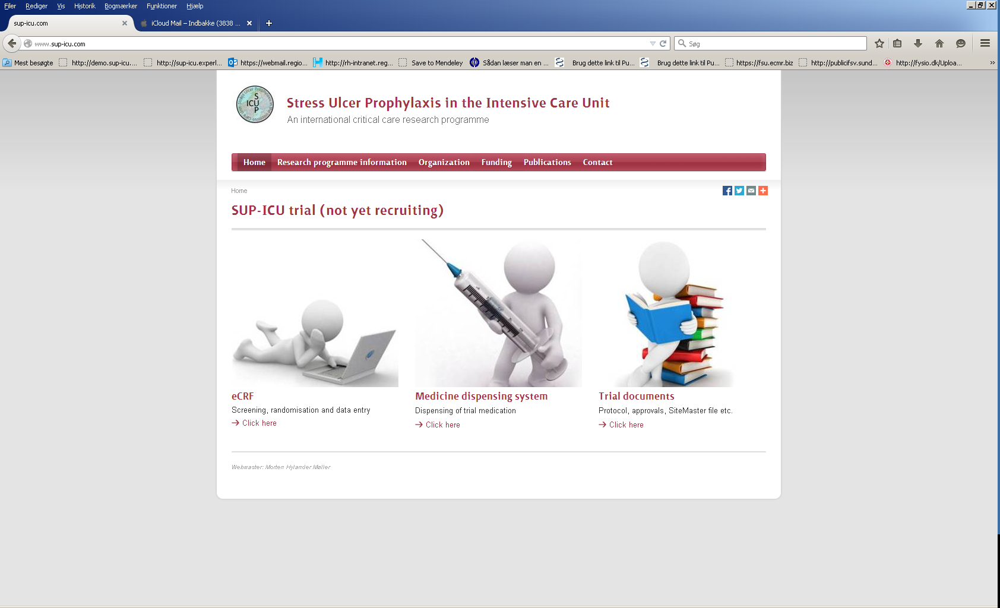 Filer Rediger Vis Historik Bogmærker Funktioner Hjælp
sup-icu.com iCloud Mail – Indbakke (3838 ...
www.sup-icu.com Søg
Mest besøgte http://demo.sup-icu.... http://sup-icu.experl... https://webmail.regio... http://rh-intranet.reg... Save to Mendeley Sådan læser man en ... Brug dette link til Pu... Brug dette link til Pu... https://fsu.ecmr.biz http://publicifsv.sund... http://fysio.dk/Uploa... »
S
ICU
P
Stress Ulcer Prophylaxis in the Intensive Care Unit
An international critical care research programme
Home Research programme information Organization Funding Publications Contact
Home
SUP-ICU trial (not yet recruiting)
eCRF
Screening, randomisation and data entry
Click here
Medicine dispensing system
Dispensing of trial medication
Click here
Trial documents
Protocol, approvals, SiteMaster file etc.
Click here
Webmaster: Morten Hylander Møller